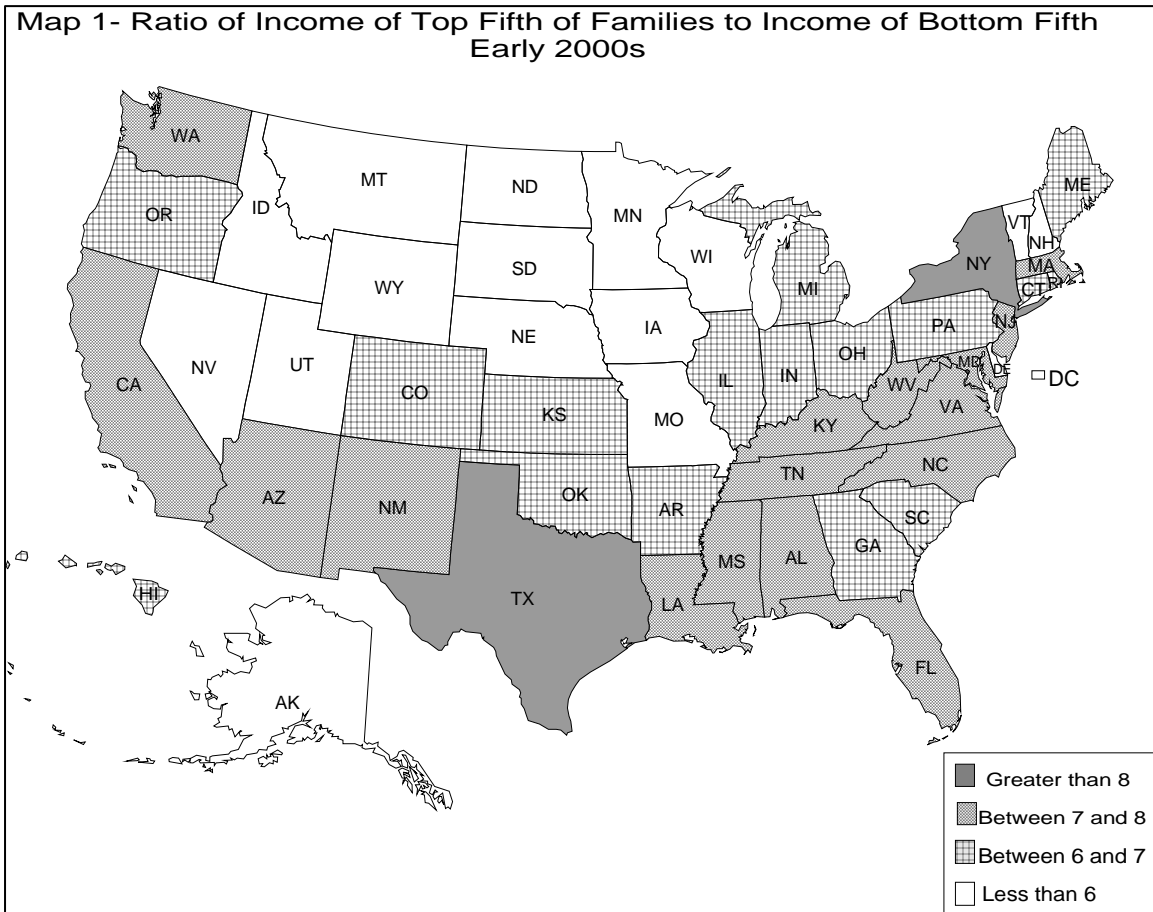 Map 1- Ratio of Income of Top Fifth of Families to Income of Bottom Fifth
Early 2000s
WA
MT
ND
MN
ME
OR
ID
VT
NH
SD
WI
NY
MA
WY
MI
CT
RI
IA
NE
PA
NJ
OH
NV
UT
IL
IN
MD
DE
DC
CA
CO
WV
KS
VA
MO
KY
NC
TN
AZ
OK
NM
AR
SC
GA
MS
AL
HI
TX
LA
FL
AK
Greater than 8
Between 7 and 8
Between 6 and 7
Less than 6